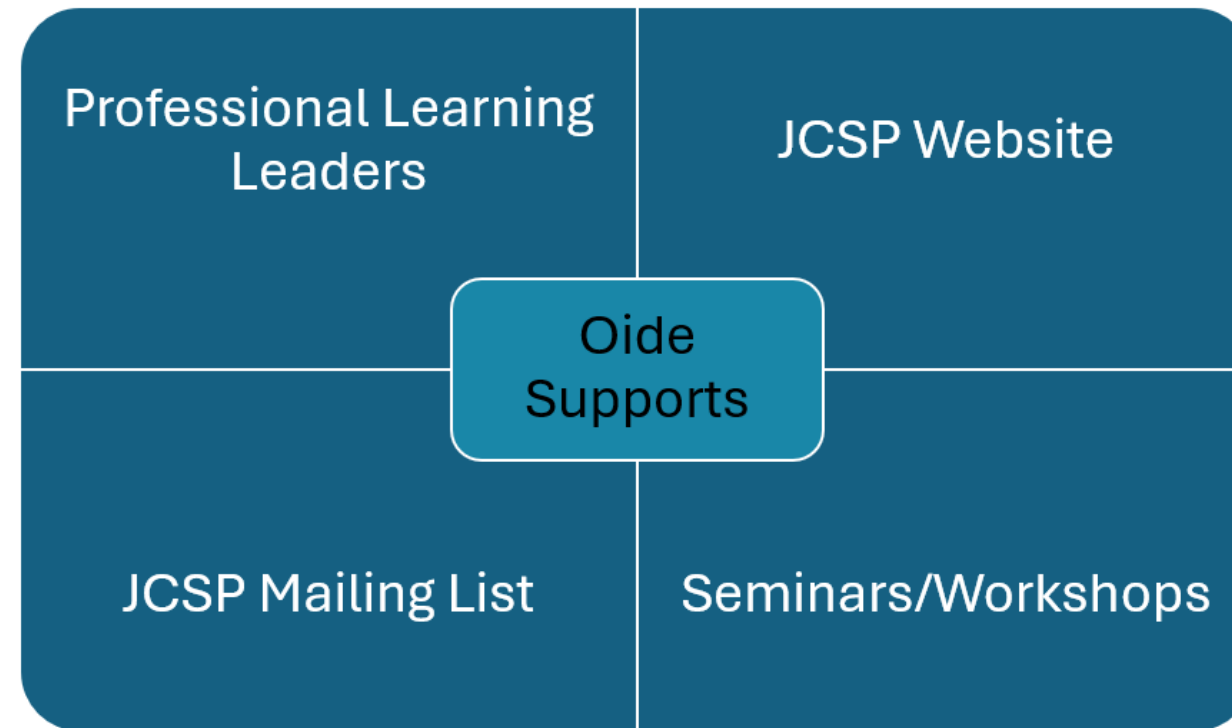 Professional Learning
Leaders
JCSP Website
Oide
Supports
JCSP Mailing List
Seminars/Workshops